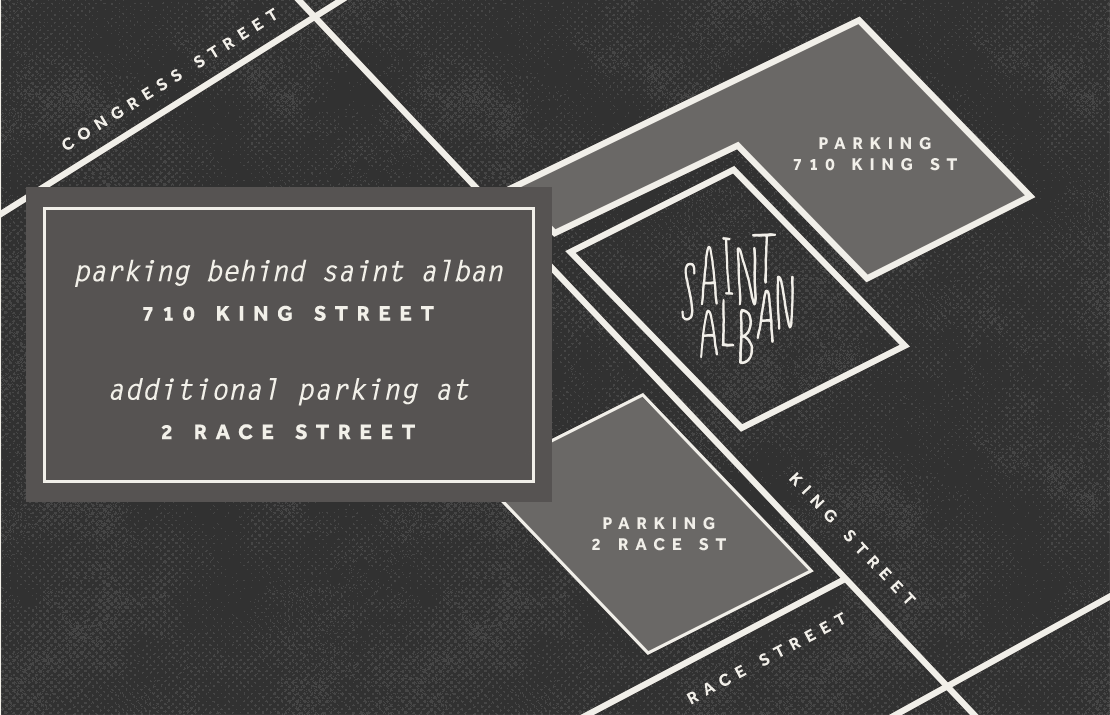 CONGRESS STREET
PARKING
710 KING ST
parking behind saint alban
710 KING STREET
additional parking at
2 RACE STREET
SAINT
ALBAN
PARKING
2 RACE ST
KING STREET
RACE STREET